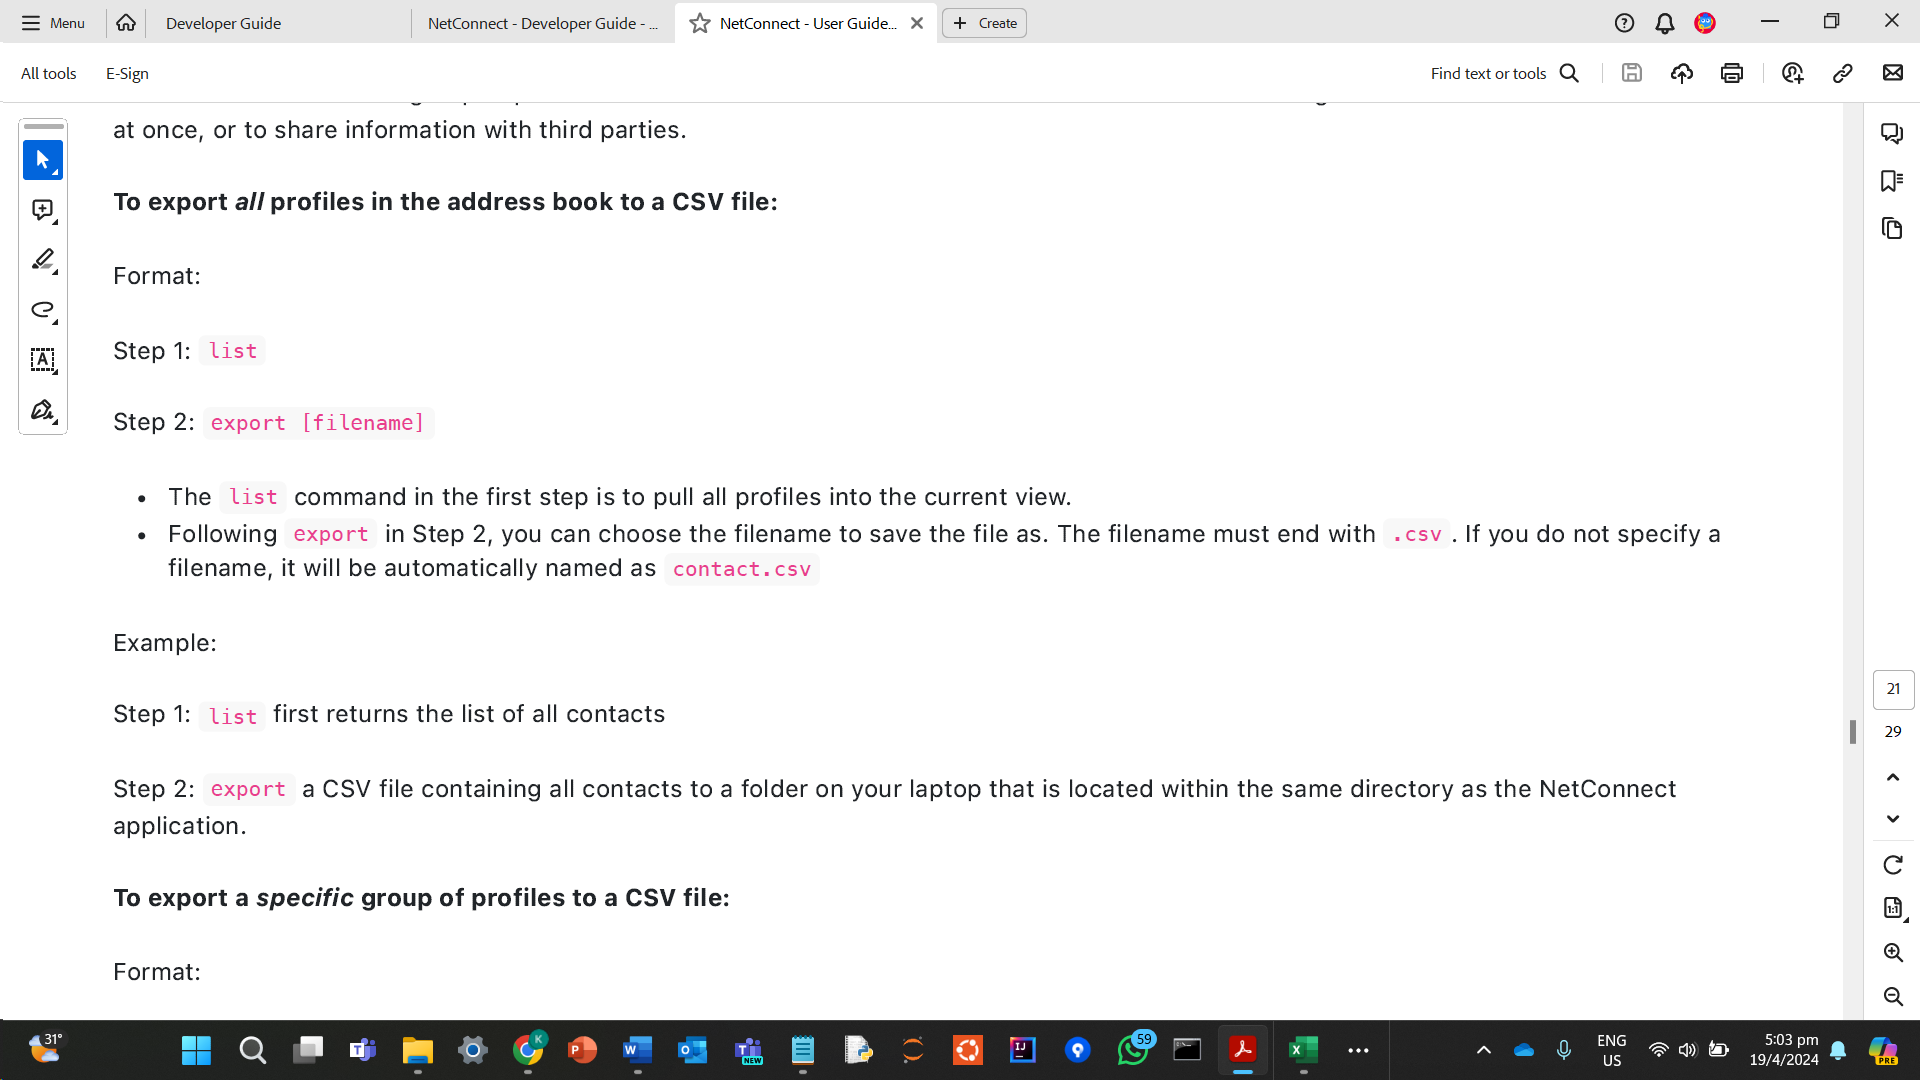 Menu
Developer Guide
NetConnect - Developer Guide - ...
NetConnect - User Guide...
Create
All tools
E-Sign
Find text or tools
at once, or to share information with third parties.
To export all profiles in the address book to a CSV file:
Format:
Step 1: list
Step 2: export [filename]
• The list command in the first step is to pull all profiles into the current view.
• Following export in Step 2, you can choose the filename to save the file as. The filename must end with .csv. If you do not specify a
filename, it will be automatically named as contact.csv
Example:
Step 1: list first returns the list of all contacts
Step 2: export a CSV file containing all contacts to a folder on your laptop that is located within the same directory as the NetConnect
application.
To export a specific group of profiles to a CSV file:
Format:
21
29
31°
K
NEW
59
ENG
US
5:03 pm
19/4/2024
PRE